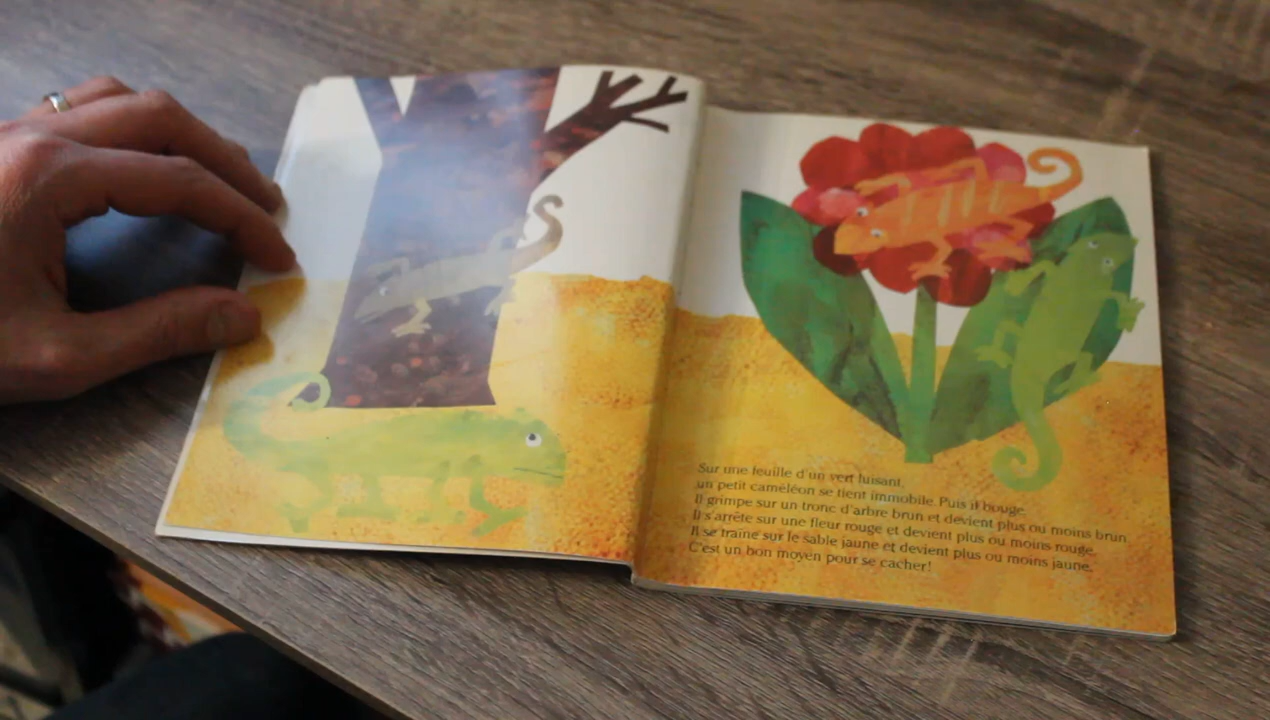 Sur une feuille d'un vert luisant,
un petit caméléon se tient immobile. Puis il bouge.
Il grimpe sur un tronc d'arbre brun et devient plus ou moins brun.
Il s'arrête sur une fleur rouge et devient plus ou moins rouge.
Il se traîne sur le sable jaune et devient plus ou moins jaune.
C'est un bon moyen pour se cacher!